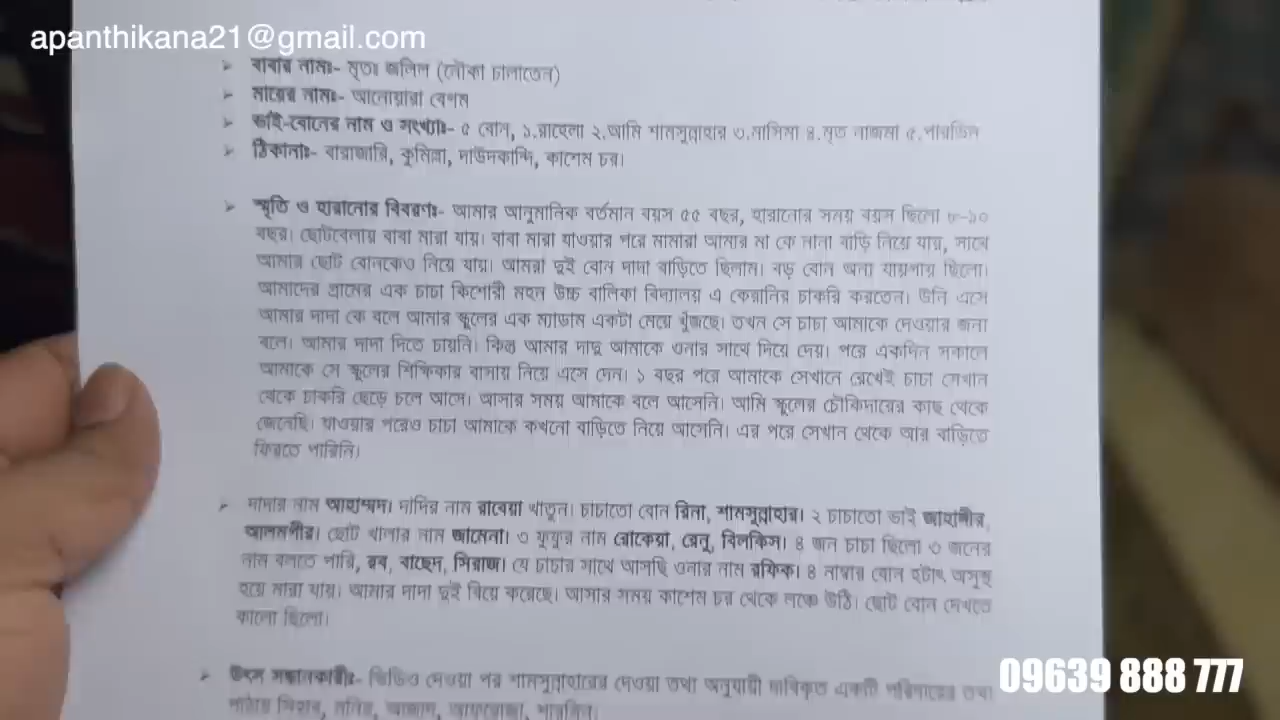 apanthikana21@gmail.com
➤ বাবার নামঃ- মৃতঃ জলিল (নৌকা চালাতেন)
➤ মায়ের নামঃ- আনোয়ারা বেগম
➤ ভাই-বোনের নাম ও সংখ্যাঃ- ৫ বোন, ১.রাহেলা ২.আমি শামসুন্নাহার ৩.মাসিমা ৪.মৃত নাজমা ৫.পারভিন
➤ ঠিকানাঃ- বারাজারি, কুমিল্লা, দাউদকান্দি, কাশেম চর।
➤ স্মৃতি ও হারানোর বিবরণঃ- আমার আনুমানিক বর্তমান বয়স ৫৫ বছর, হারানোর সময় বয়স ছিলো ৮-১০
বছর। ছোটবেলায় বাবা মারা যায়। বাবা মারা যাওয়ার পরে মামারা আমার মা কে নানা বাড়ি নিয়ে যায়, সাথে
আমার ছোট বোনকেও নিয়ে যায়। আমরা দুই বোন দাদা বাড়িতে ছিলাম। বড় বোন অন্য যায়গায় ছিলো।
আমাদের গ্রামের এক চাচা কিশোরী মহন উচ্চ বালিকা বিদ্যালয় এ কেরানির চাকরি করতেন। উনি এসে
আমার দাদা কে বলে আমার স্কুলের এক ম্যাডাম একটা মেয়ে খুঁজছে। তখন সে চাচা আমাকে দেওয়ার জন্য
বলে। আমার দাদা দিতে চায়নি। কিন্তু আমার দাদু আমাকে ওনার সাথে দিয়ে দেয়। পরে একদিন সকালে
আমাকে সে স্কুলের শিক্ষিকার বাসায় নিয়ে এসে দেন। ১ বছর পরে আমাকে সেখানে রেখেই চাচা সেখান
থেকে চাকরি ছেড়ে চলে আসে। আসার সময় আমাকে বলে আসেনি। আমি স্কুলের চৌকিদারের কাছ থেকে
জেনেছি। যাওয়ার পরেও চাচা আমাকে কখনো বাড়িতে নিয়ে আসেনি। এর পরে সেখান থেকে আর বাড়িতে
ফিরতে পারিনি।
➤ দাদার নাম আহাম্মদ। দাদির নাম রাবেয়া খাতুন। চাচাতো বোন রিনা, শামসুন্নাহার। ২ চাচাতো ভাই জাহাঙ্গীর,
আলমগীর। ছোট খালার নাম আমেনা। ৩ ফুফুর নাম রোকেয়া, রেনু, বিলকিস। ৪ জন চাচা ছিলো ৩ জনের
নাম বলতে পারি, রব, বাছেদ, সিরাজ। যে চাচার সাথে আসছি ওনার নাম রফিক। ৪ নাম্বার বোন হটাৎ অসুস্থ
হয়ে মারা যায়। আমার দাদা দুই বিয়ে করেছে। আসার সময় কাশেম চর থেকে লঞ্চে উঠি। ছোট বোন দেখতে
কালো ছিলো।
➤ উৎস সন্ধানকারীঃ- ভিডিও দেওয়া পর শামসুন্নাহারের দেওয়া তথ্য অনুযায়ী দাবিকৃত একটি পরিবারের তথ্য
09639 888 777